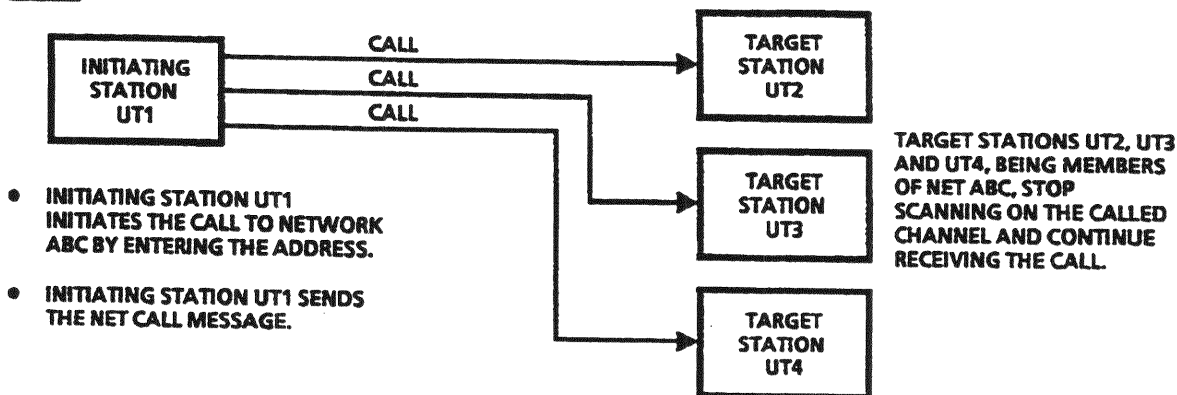 INITIATING
STATION
UT1
CALL
CALL
CALL
TARGET
STATION
UT2
TARGET
STATION
UT3
TARGET
STATION
UT4
TARGET STATIONS UT2, UT3
AND UT4, BEING MEMBERS
OF NET ABC, STOP
SCANNING ON THE CALLED
CHANNEL AND CONTINUE
RECEIVING THE CALL.
• INITIATING STATION UT1
INITIATES THE CALL TO NETWORK
ABC BY ENTERING THE ADDRESS.
• INITIATING STATION UT1 SENDS
THE NET CALL MESSAGE.